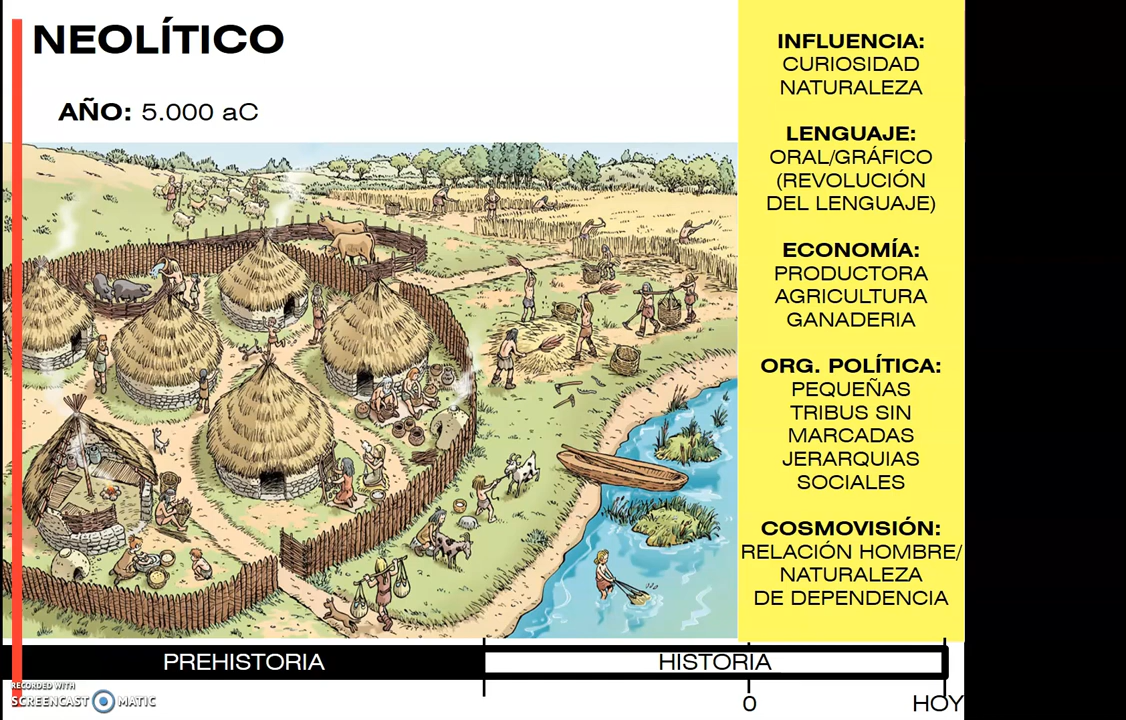 NEOLÍTICO
AÑO: 5.000 aC
INFLUENCIA:
CURIOSIDAD
NATURALEZA
LENGUAJE:
ORAL/GRÁFICO
(REVOLUCIÓN
DEL LENGUAJE)
ECONOMÍA:
PRODUCTORA
AGRICULTURA
GANADERIA
ORG. POLÍTICA:
PEQUEÑAS
TRIBUS SIN
MARCADAS
JERARQUIAS
SOCIALES
COSMOVISIÓN:
RELACIÓN HOMBRE/
NATURALEZA
DE DEPENDENCIA
PREHISTORIA
HISTORIA
0
HOY
RECORDED WITH
SCREENCAST MATIC